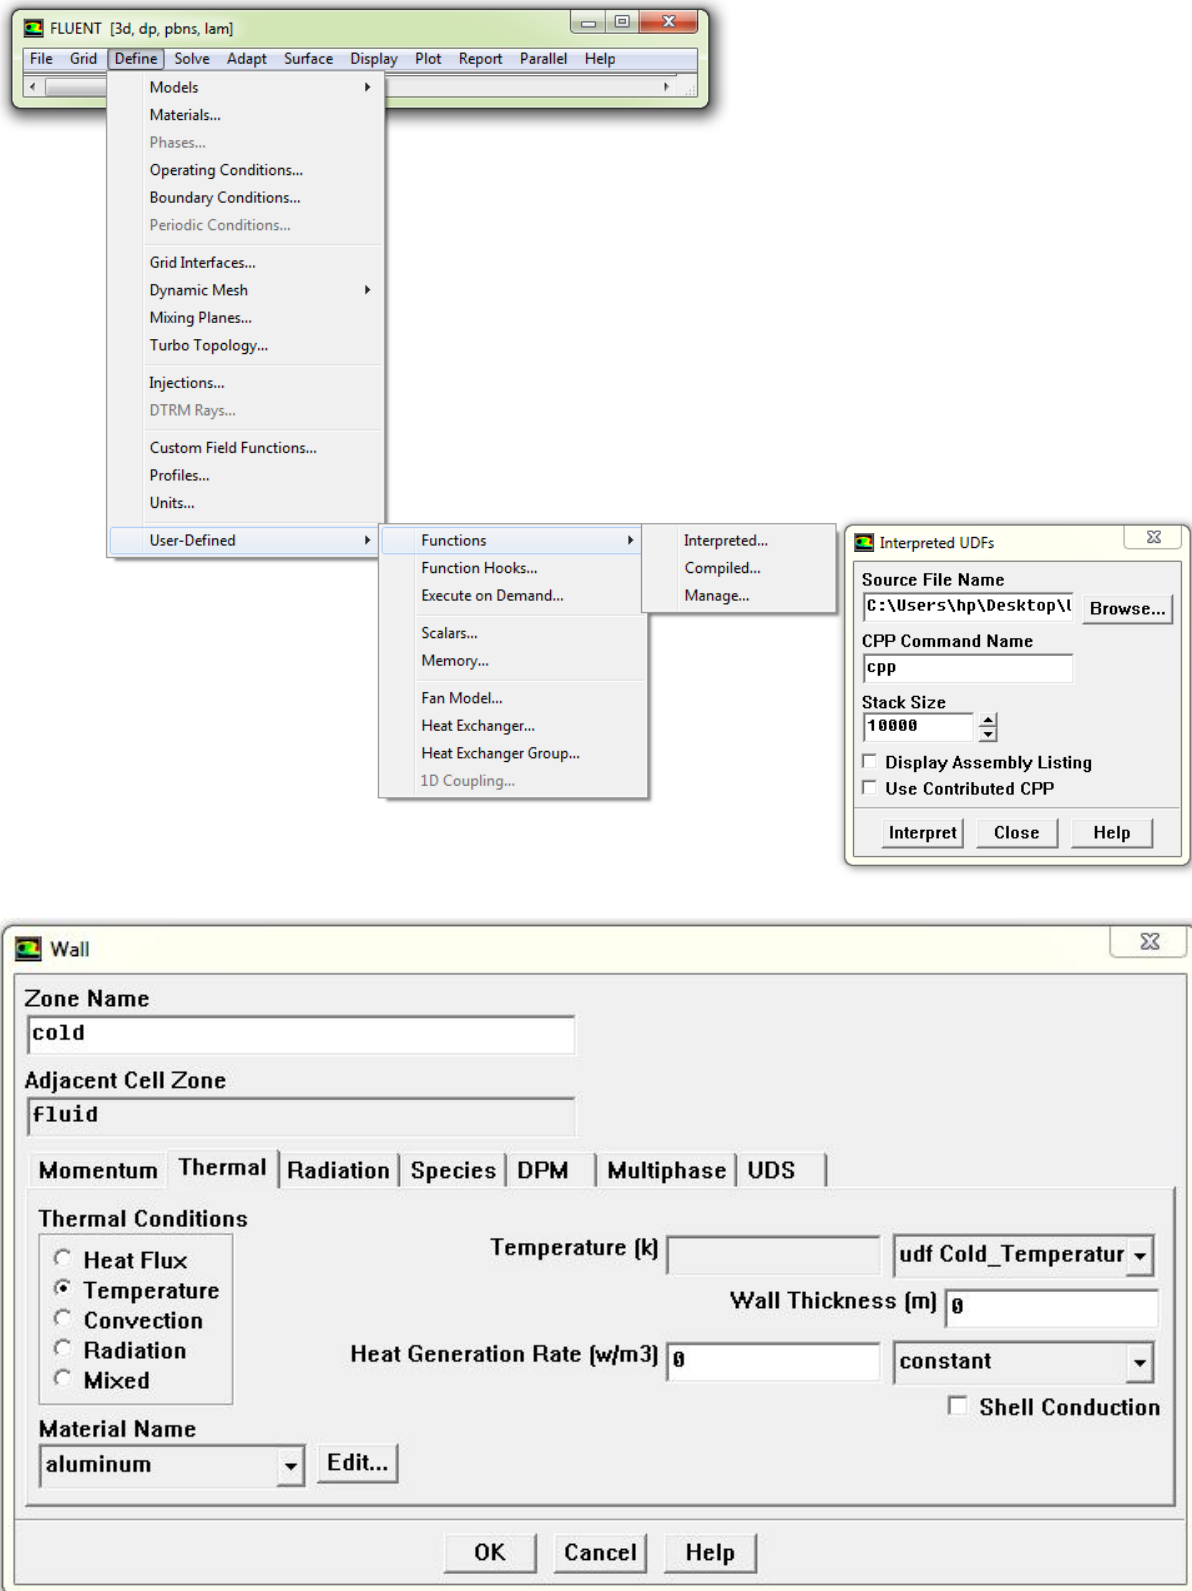 FLUENT [3d, dp, pbns, lam]
File Grid Define Solve Adapt Surface Display Plot Report Parallel Help
Models
Materials...
Phases...
Operating Conditions...
Boundary Conditions...
Periodic Conditions...
Grid Interfaces...
Dynamic Mesh
Mixing Planes...
Turbo Topology...
Injections...
DTRM Rays...
Custom Field Functions...
Profiles...
Units...
User-Defined
Functions
Function Hooks...
Execute on Demand...
Scalars...
Memory...
Fan Model...
Heat Exchanger...
Heat Exchanger Group...
1D Coupling...
Interpreted...
Compiled...
Manage...
Interpreted UDFs
Source File Name
C:\Users\hp\Desktop\ Browse...
CPP Command Name
cpp
Stack Size
10000
Display Assembly Listing
Use Contributed CPP
Interpret Close Help
Wall
Zone Name
cold
Adjacent Cell Zone
fluid
Momentum Thermal Radiation Species DPM Multiphase UDS
Thermal Conditions
Heat Flux
Temperature
Convection
Radiation
Mixed
Temperature (k) udf Cold_Temperatur
Wall Thickness (m) 0
Heat Generation Rate (w/m3) 0 constant
Shell Conduction
Material Name
aluminum Edit...
OK Cancel Help